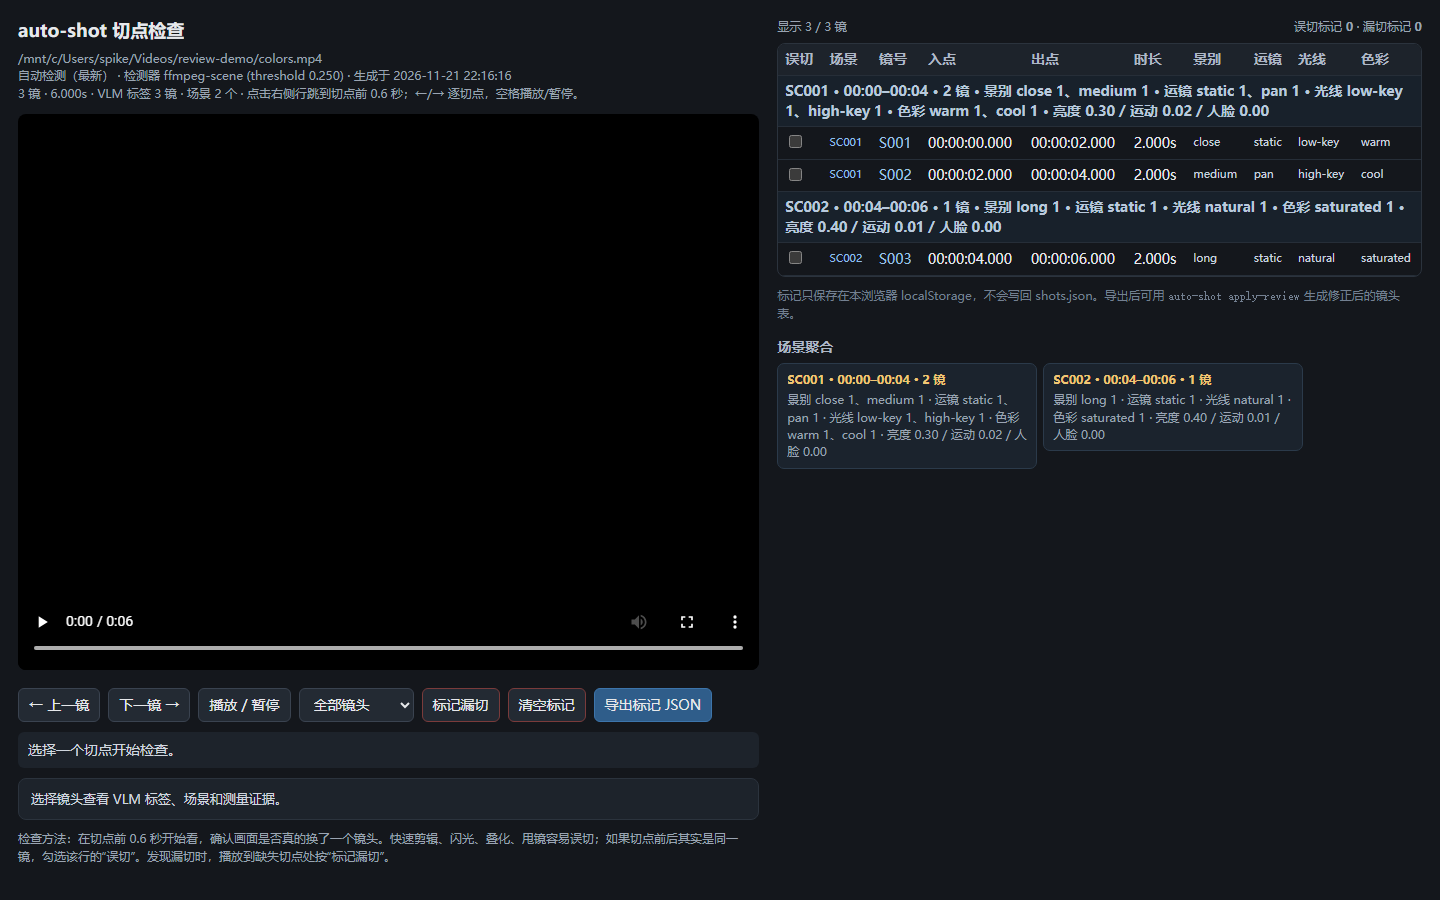 auto-shot 切点检查
/mnt/c/Users/spike/Videos/review-demo/colors.mp4
自动检测（最新） · 检测器 ffmpeg-scene (threshold 0.250) · 生成于 2026-11-21 22:16:16
3 镜 · 6.000s · VLM 标签 3 镜 · 场景 2 个 · 点击右侧行跳到切点前 0.6 秒；←/→ 逐切点，空格播放/暂停。
0:00 / 0:06
← 上一镜
下一镜 →
播放 / 暂停
全部镜头
标记漏切
清空标记
导出标记 JSON
选择一个切点开始检查。
选择镜头查看 VLM 标签、场景和测量证据。
检查方法：在切点前 0.6 秒开始看，确认画面是否真的换了一个镜头。快速剪辑、闪光、叠化、甩镜容易误切；如果切点前后其实是同一
镜，勾选该行的“误切”。发现漏切时，播放到缺失切点处按“标记漏切”。
显示 3 / 3 镜
误切标记 0 · 漏切标记 0
误切 场景 镜号 入点 出点 时长 景别 运镜 光线 色彩
SC001 • 00:00–00:04 • 2 镜 • 景别 close 1、medium 1 • 运镜 static 1、pan 1 • 光线 low-key
1、high-key 1 • 色彩 warm 1、cool 1 • 亮度 0.30 / 运动 0.02 / 人脸 0.00
SC001 S001 00:00:00.000 00:00:02.000 2.000s close static low-key warm
SC001 S002 00:00:02.000 00:00:04.000 2.000s medium pan high-key cool
SC002 • 00:04–00:06 • 1 镜 • 景别 long 1 • 运镜 static 1 • 光线 natural 1 • 色彩 saturated 1 •
亮度 0.40 / 运动 0.01 / 人脸 0.00
SC002 S003 00:00:04.000 00:00:06.000 2.000s long static natural saturated
标记只保存在本浏览器 localStorage，不会写回 shots.json。导出后可用 auto-shot apply-review 生成修正后的镜头
表。
场景聚合
SC001 • 00:00–00:04 • 2 镜
景别 close 1、medium 1 · 运镜 static 1、
pan 1 · 光线 low-key 1、high-key 1 · 色彩
warm 1、cool 1 · 亮度 0.30 / 运动 0.02 / 人
脸 0.00
SC002 • 00:04–00:06 • 1 镜
景别 long 1 · 运镜 static 1 · 光线 natural 1 ·
色彩 saturated 1 · 亮度 0.40 / 运动 0.01 /
人脸 0.00